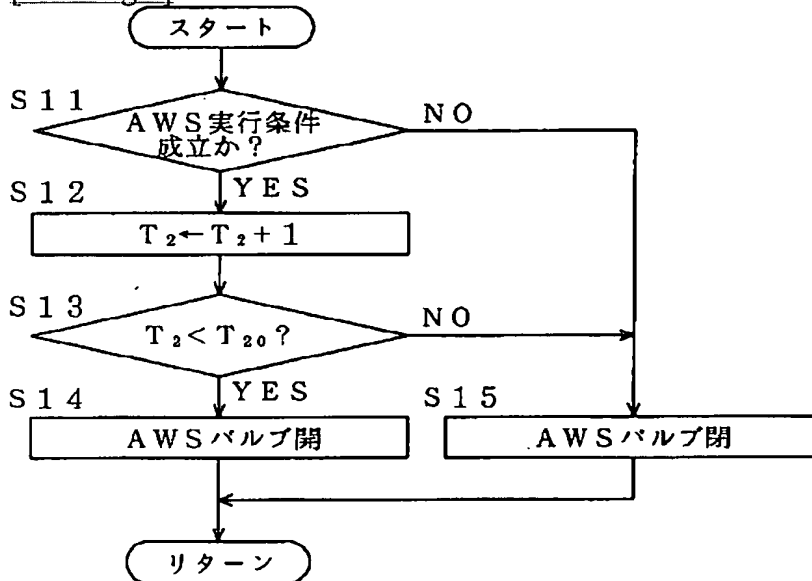 スタート
S11
AWS実行条件
成立か?
NO
YES
S12
T₂←T₂+1
S13
T₂<T₂₀?
NO
YES
S14
AWSバルブ開
S15
AWSバルブ閉
リターン